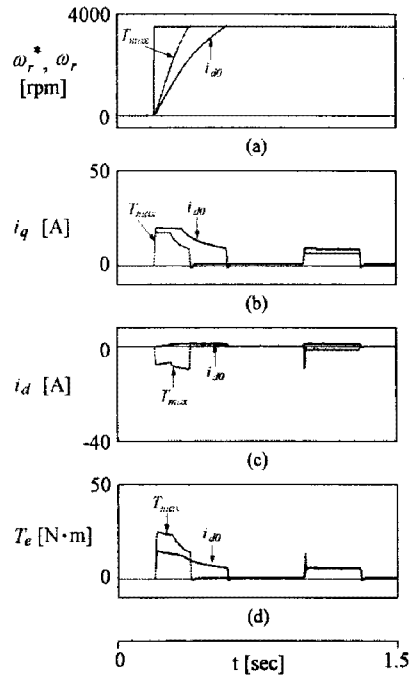 4000
ω_r^*, ω_r
[rpm]
0
T_max
i_d0
(a)
50
i_q [A]
0
T_max
i_d0
(b)
0
i_d [A]
-40
T_max
i_d0
(c)
50
T_e [N·m]
0
T_max
i_d0
(d)
0
t [sec]
1.5